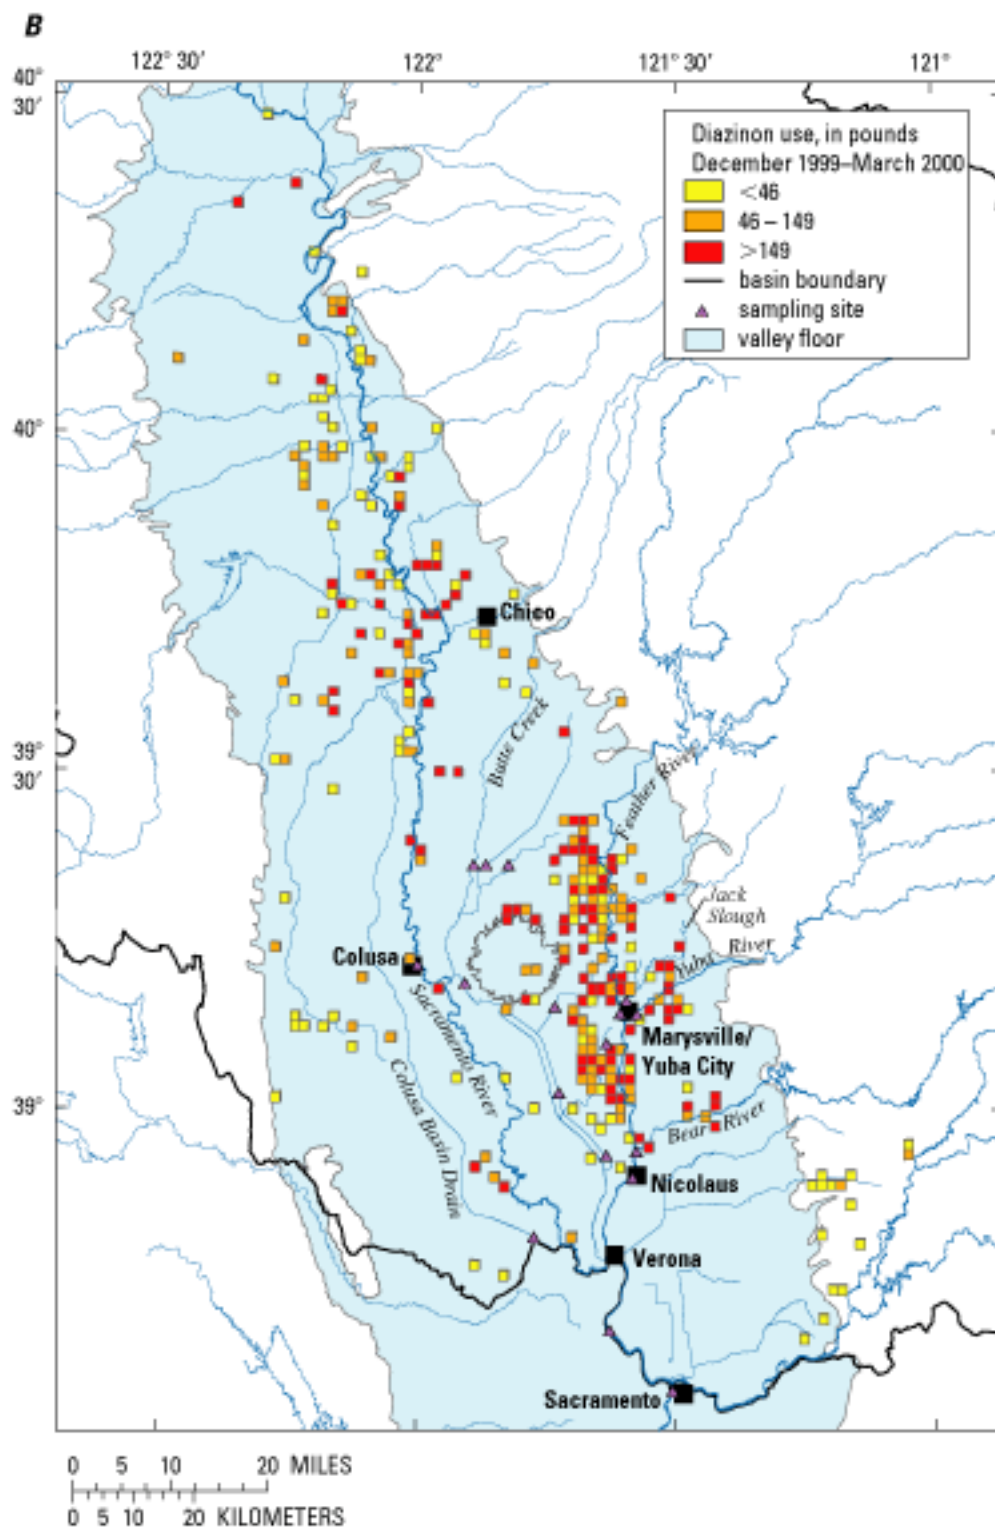 B
122° 30′ 122° 121° 30′ 121°
40°
30′
Diazinon use, in pounds
December 1999–March 2000
<46
46 – 149
>149
basin boundary
sampling site
valley floor
40°
Chico
39°
30′
Butte Creek
Feather River
Jack
Slough
Yuba River
Colusa
Sacramento River
Marysville/
Yuba City
Colusa Basin Drain
39°
Bear River
Nicolaus
Verona
Sacramento
0 5 10 20 MILES
0 5 10 20 KILOMETERS